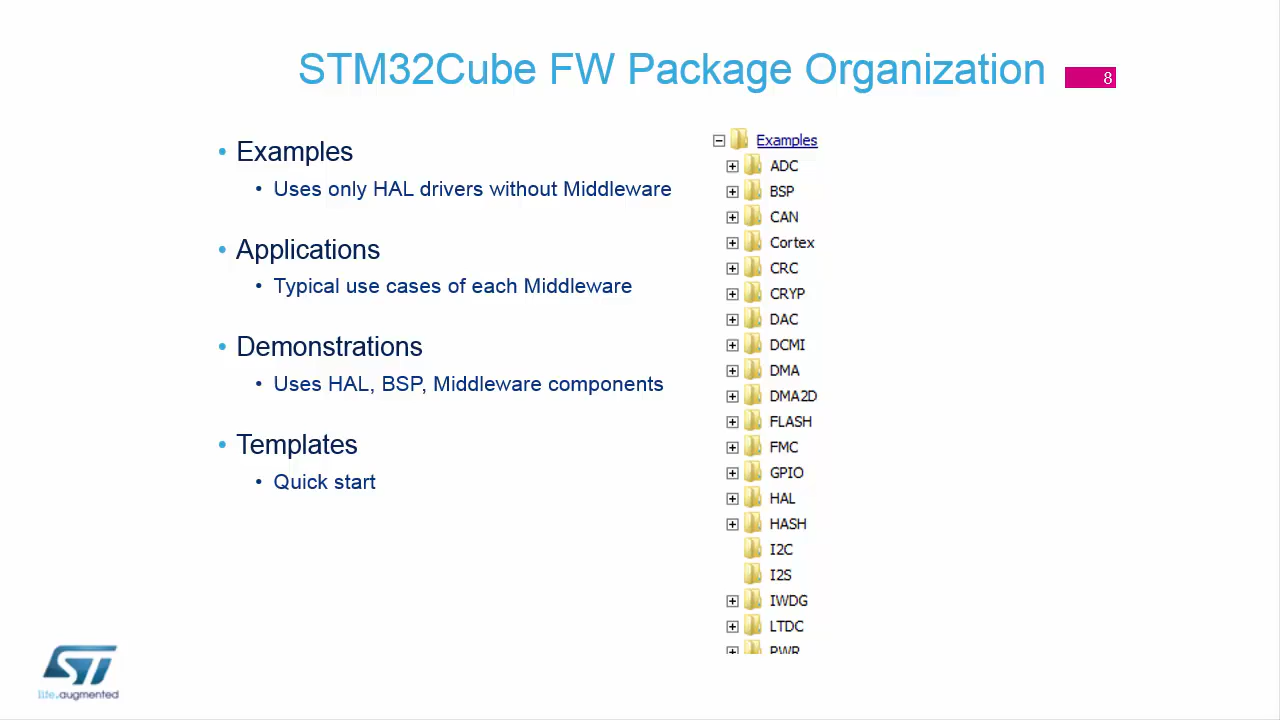 STM32Cube FW Package Organization
8
• Examples
• Uses only HAL drivers without Middleware
• Applications
• Typical use cases of each Middleware
• Demonstrations
• Uses HAL, BSP, Middleware components
• Templates
• Quick start
Examples
ADC
BSP
CAN
Cortex
CRC
CRYP
DAC
DCMI
DMA
DMA2D
FLASH
FMC
GPIO
HAL
HASH
I2C
I2S
IWDG
LTDC
PWR
ST
life.augmented